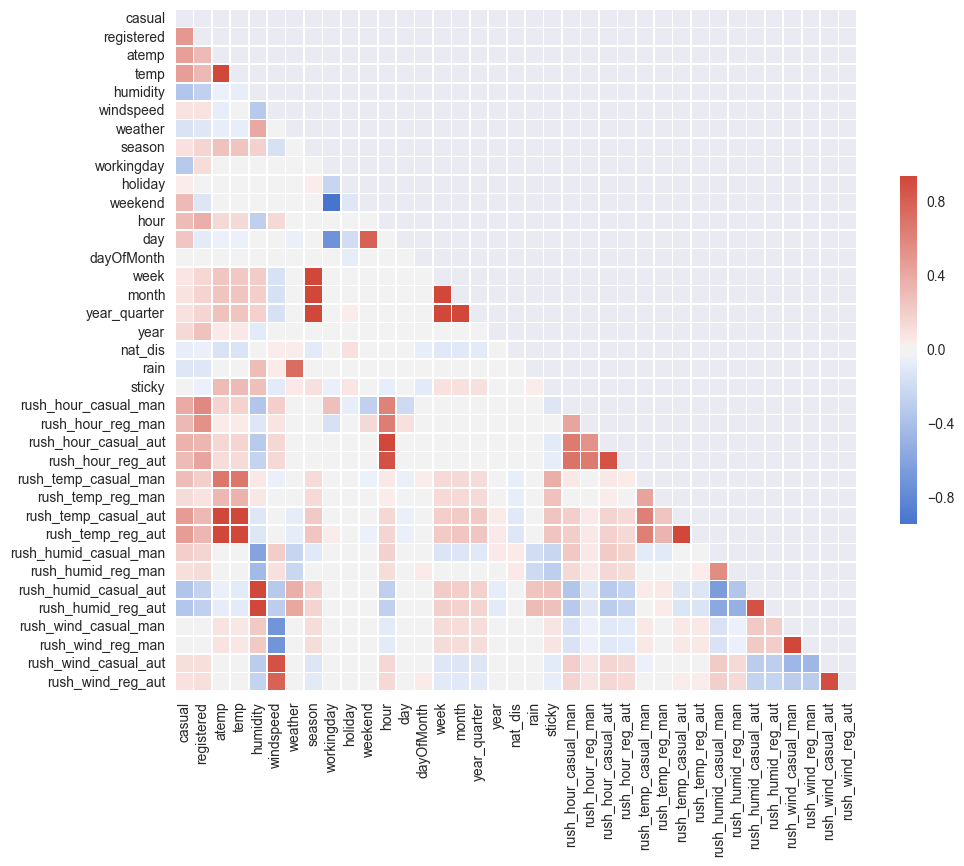 casual
registered
atemp
temp
humidity
windspeed
weather
season
workingday
holiday
weekend
hour
day
dayOfMonth
week
month
year_quarter
year
nat_dis
rain
sticky
rush_hour_casual_man
rush_hour_reg_man
rush_hour_casual_aut
rush_hour_reg_aut
rush_temp_casual_man
rush_temp_reg_man
rush_temp_casual_aut
rush_temp_reg_aut
rush_humid_casual_man
rush_humid_reg_man
rush_humid_casual_aut
rush_humid_reg_aut
rush_wind_casual_man
rush_wind_reg_man
rush_wind_casual_aut
rush_wind_reg_aut
casual
registered
atemp
temp
humidity
windspeed
weather
season
workingday
holiday
weekend
hour
day
dayOfMonth
week
month
year_quarter
year
nat_dis
rain
sticky
rush_hour_casual_man
rush_hour_reg_man
rush_hour_casual_aut
rush_hour_reg_aut
rush_temp_casual_man
rush_temp_reg_man
rush_temp_casual_aut
rush_temp_reg_aut
rush_humid_casual_man
rush_humid_reg_man
rush_humid_casual_aut
rush_humid_reg_aut
rush_wind_casual_man
rush_wind_reg_man
rush_wind_casual_aut
rush_wind_reg_aut
0.8
0.4
0.0
−0.4
−0.8